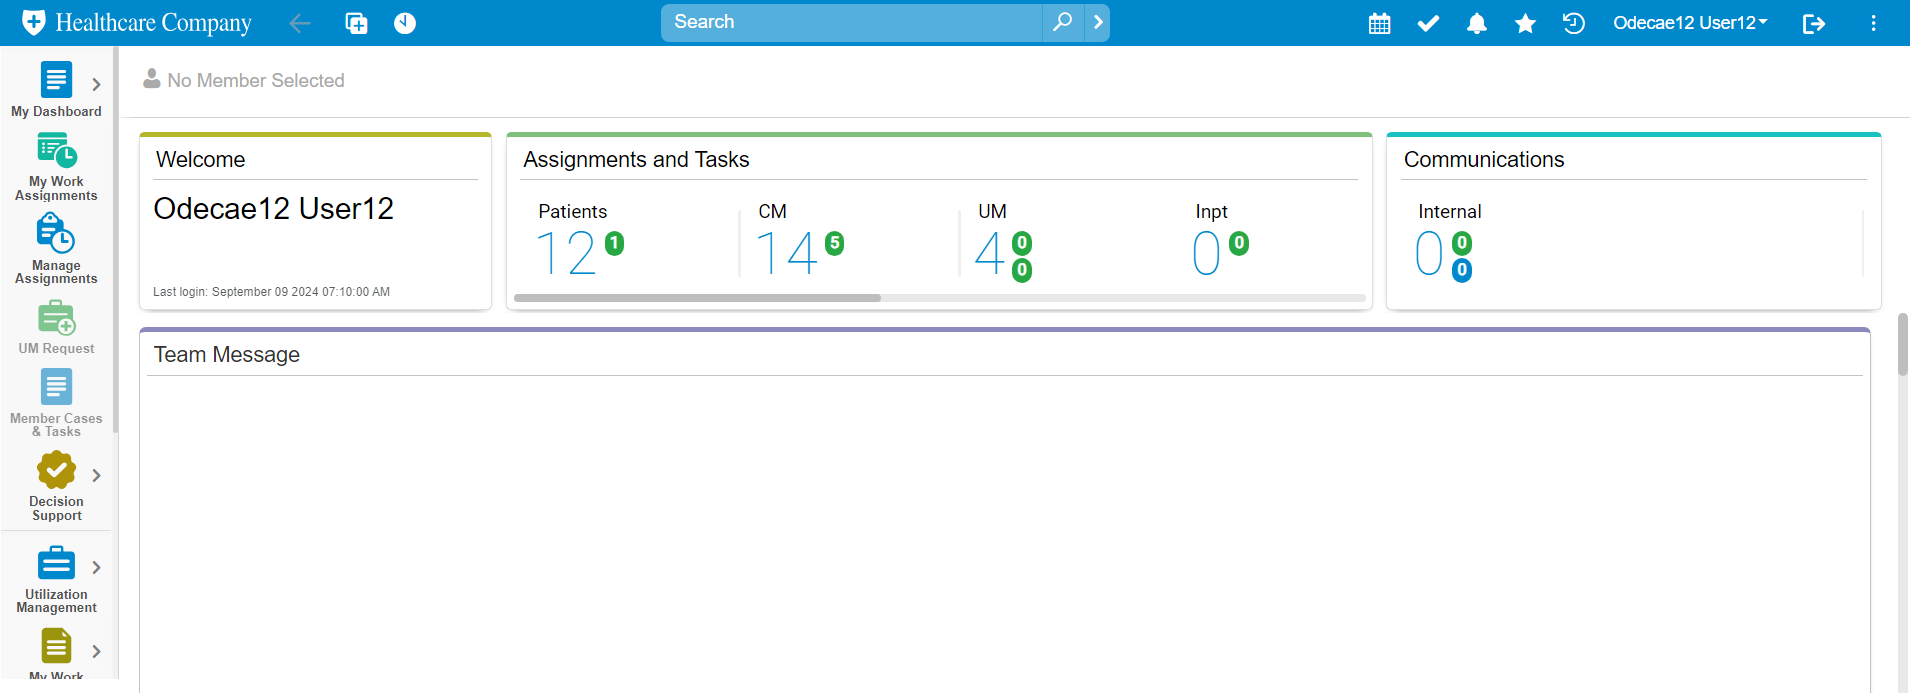 Healthcare Company
Search
Odecae12 User12
No Member Selected
My Dashboard
My Work
Assignments
Manage
Assignments
UM Request
Member Cases
& Tasks
Decision
Support
Utilization
Management
My Work
Welcome
Odecae12 User12
Last login: September 09 2024 07:10:00 AM
Assignments and Tasks
Patients
12 1
CM
14 5
UM
4 0
0
Inpt
0 0
Communications
Internal
0 0
0
Team Message